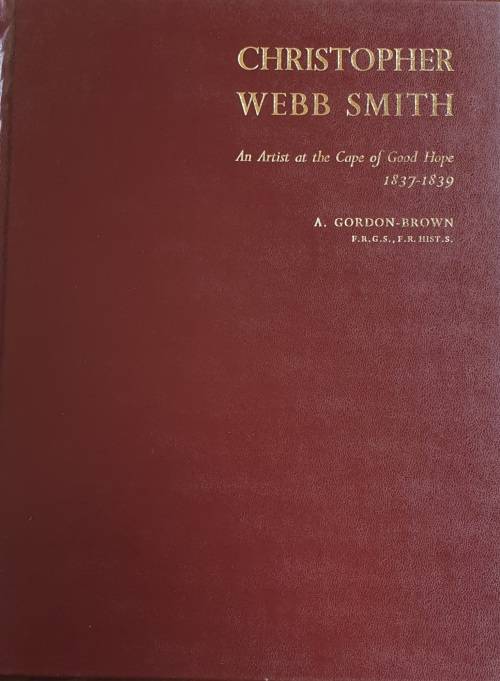 CHRISTOPHER
WEBB SMITH
An Artist at the Cape of Good Hope
1837-1839
A. GORDON-BROWN
F.R.G.S., F.R. HIST.S.